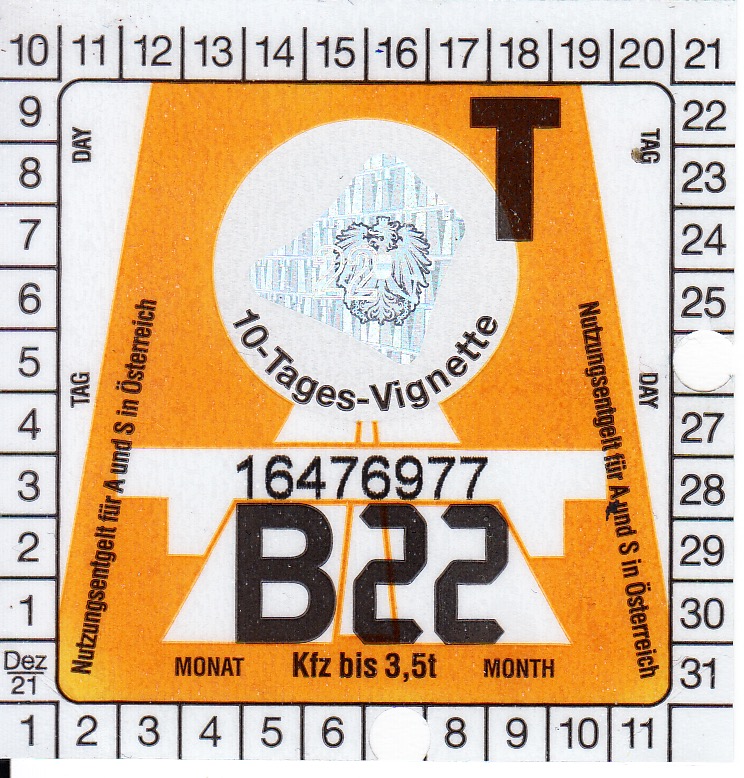 10 11 12 13 14 15 16 17 18 19 20 21
9 22
8 23
7 24
6 25
5
4 27
3 28
2 29
1 30
Dez
21
31
1 2 3 4 5 6 8 9 10 11
DAY
TAG
T
10-Tages-Vignette
TAG
DAY
Nutzungsentgelt für A und S in Österreich
Nutzungsentgelt für A und S in Österreich
16476977
B22
MONAT Kfz bis 3,5t MONTH